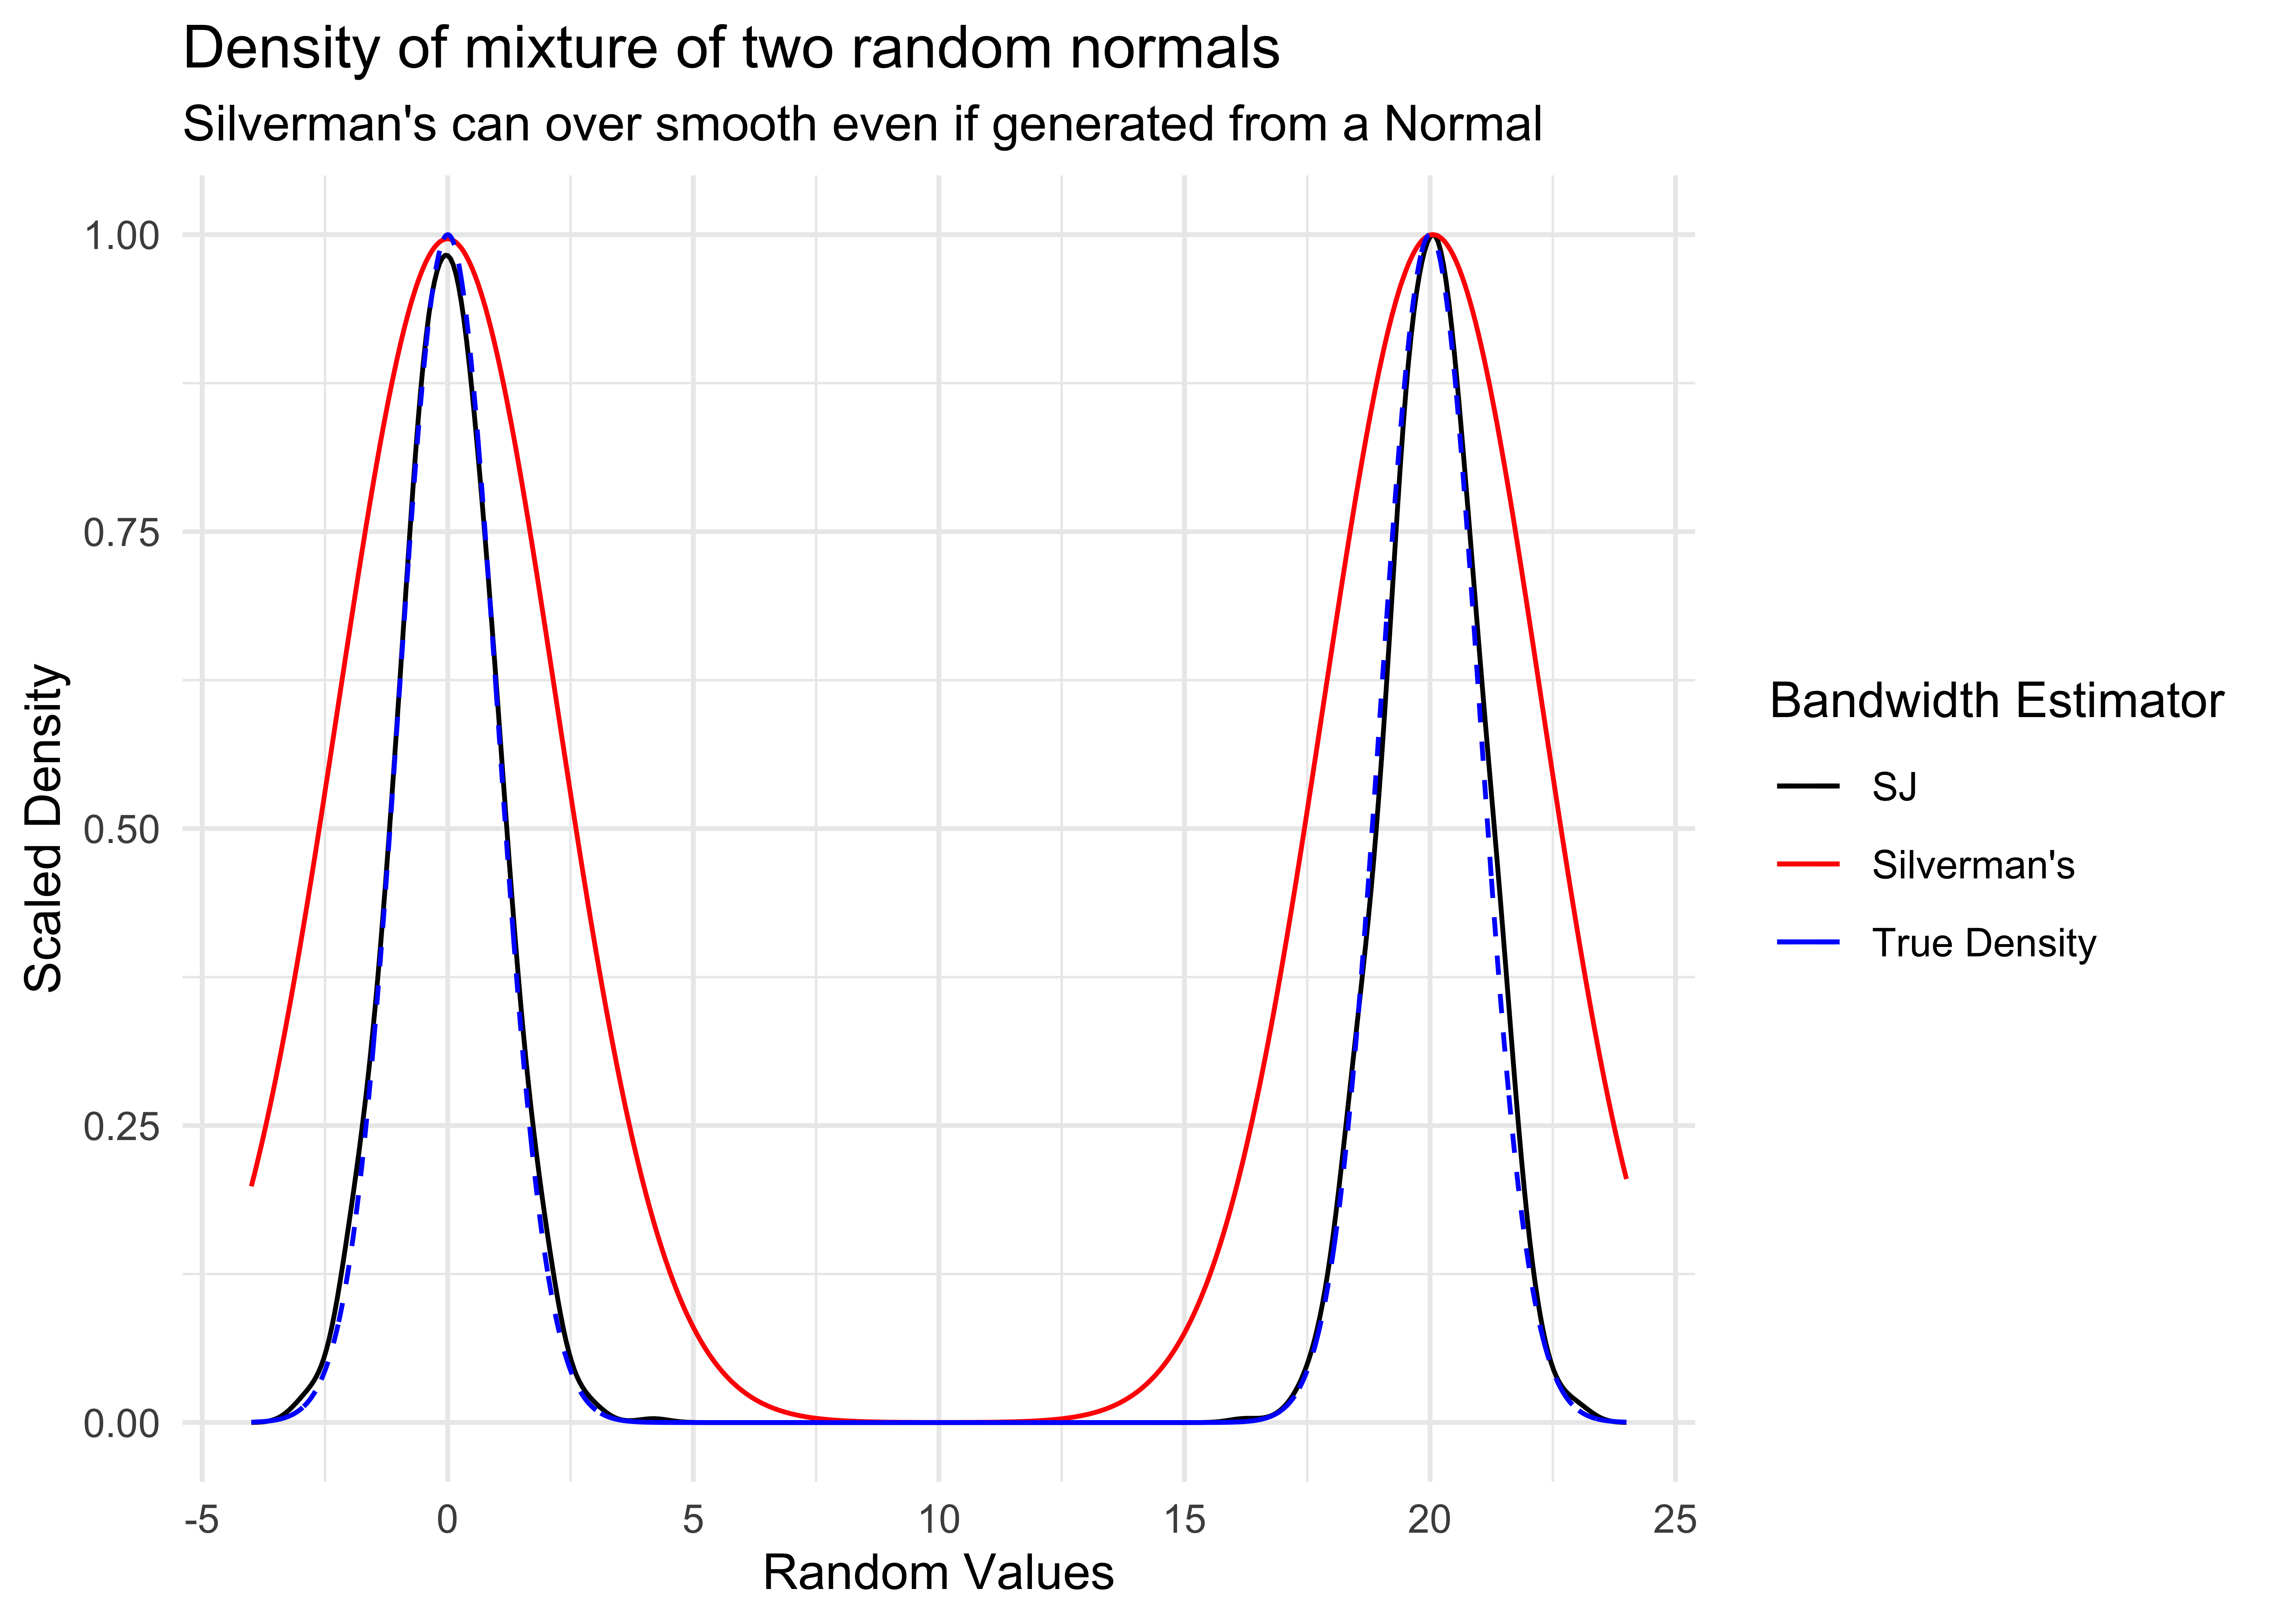 Density of mixture of two random normals
Silverman's can over smooth even if generated from a Normal
1.00
0.75
0.50
0.25
0.00
Scaled Density
-5 0 5 10 15 20 25
Random Values
Bandwidth Estimator
SJ
Silverman's
True Density